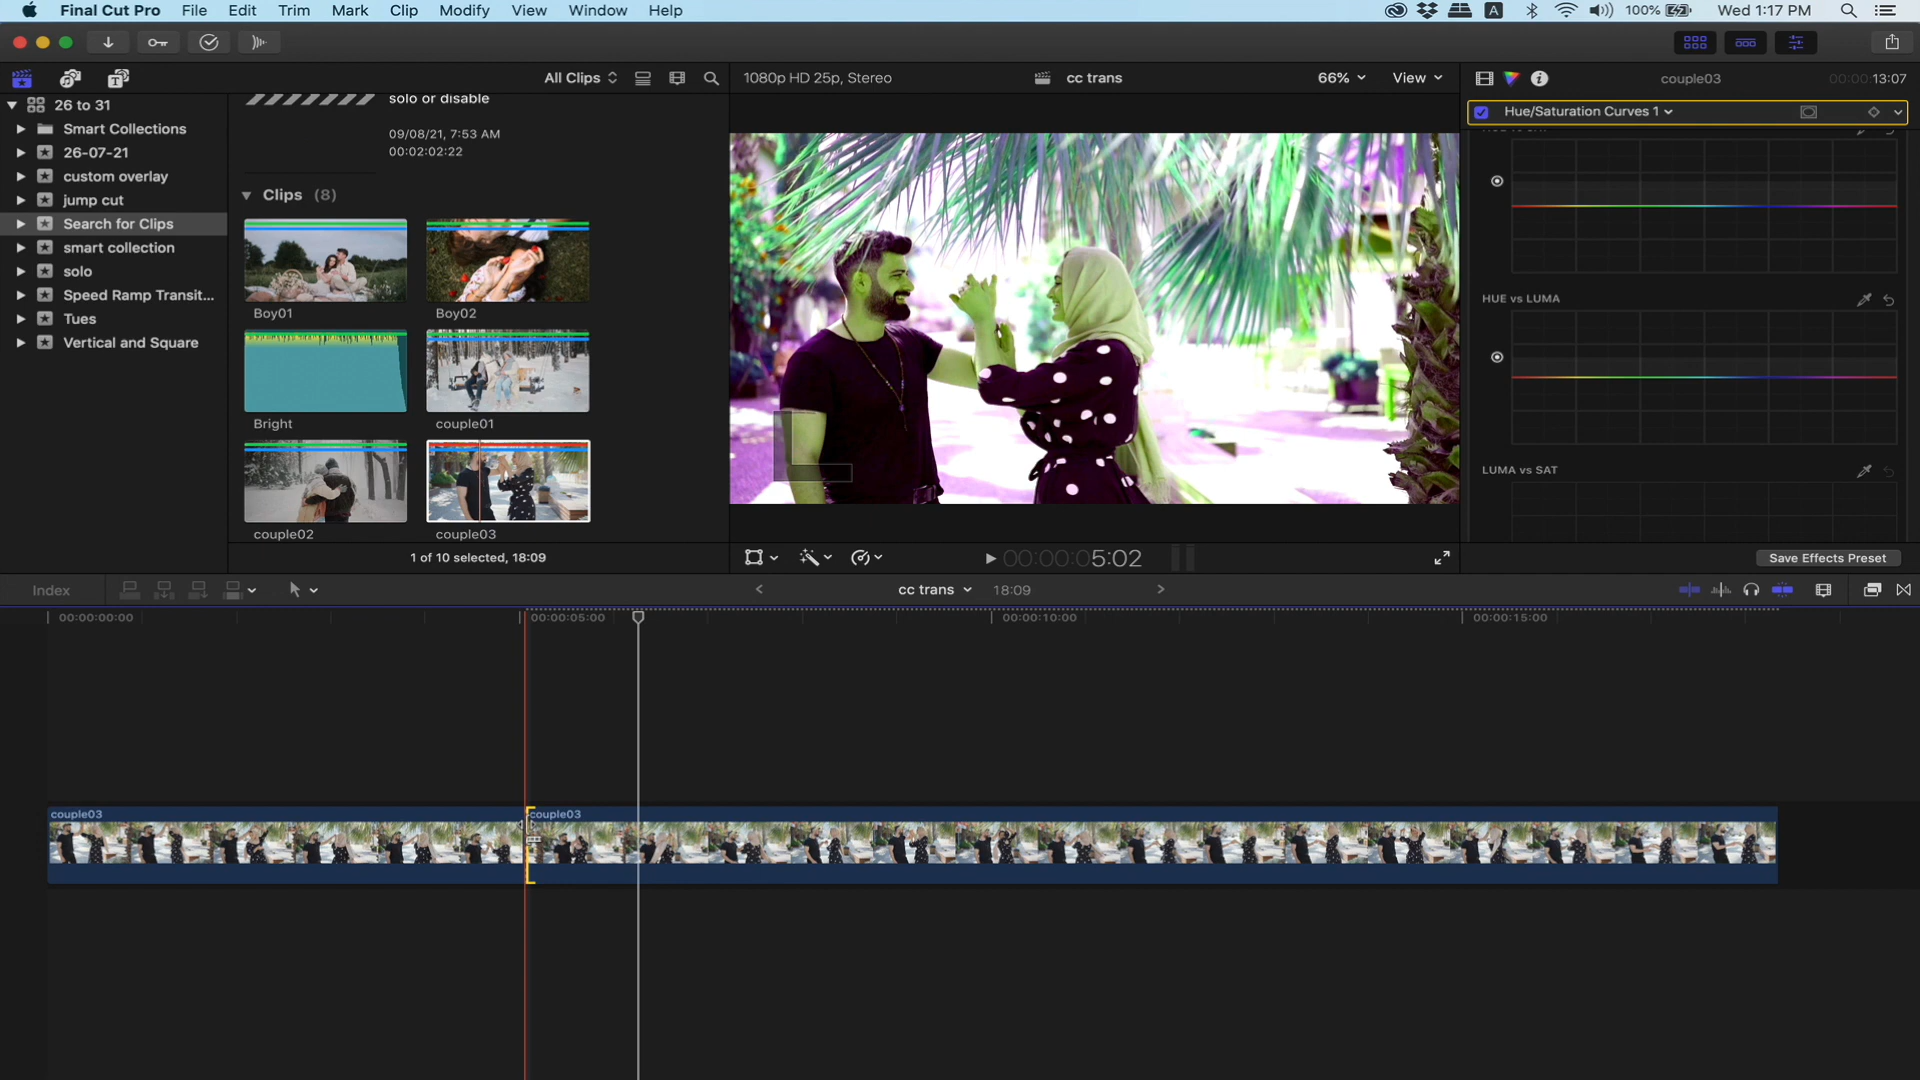 Final Cut Pro File Edit Trim Mark Clip Modify View Window Help
A 100% Wed 1:17 PM
All Clips
1080p HD 25p, Stereo
cc trans
66%
View
couple03
00:00:013:07
26 to 31
Smart Collections
26-07-21
custom overlay
jump cut
Search for Clips
smart collection
solo
Speed Ramp Transit...
Tues
Vertical and Square
solo or disable
09/08/21, 7:53 AM
00:02:02:22
Clips (8)
Boy01
Boy02
Bright
couple01
couple02
couple03
1 of 10 selected, 18:09
00:00:005:02
Hue/Saturation Curves 1
HUE vs LUMA
LUMA vs SAT
Save Effects Preset
Index
cc trans
18:09
00:00:00:00
00:00:05:00
00:00:10:00
00:00:15:00
couple03
couple03